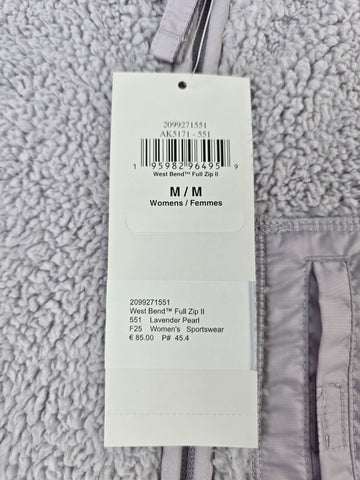 2099271551
AK5171 - 551
1 95982 96495 9
West Bend™ Full Zip II
M / M
Womens / Femmes
2099271551
West Bend™ Full Zip II
551 Lavender Pearl
F25 Women's Sportswear
€ 85.00 P# 45.4